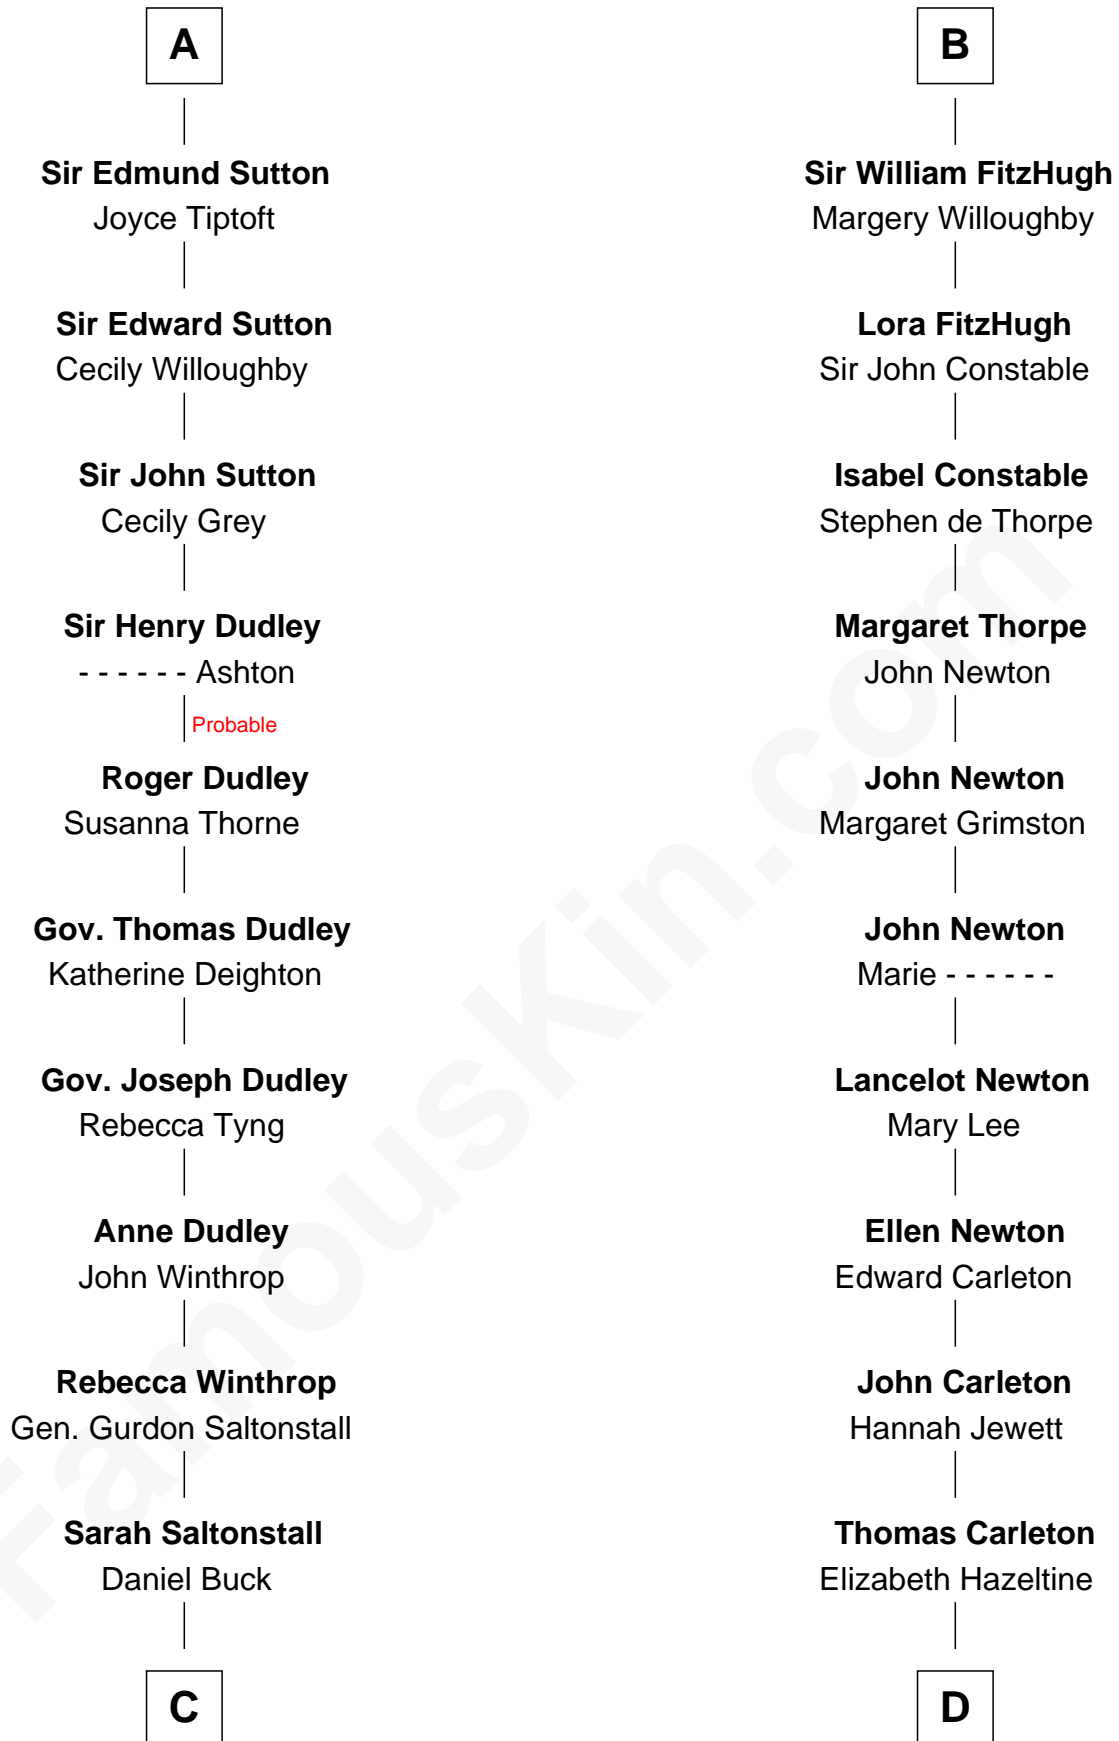 A
Sir Edmund Sutton
Joyce Tiptoft
Sir Edward Sutton
Cecily Willoughby
Sir John Sutton
Cecily Grey
Sir Henry Dudley
- - - - - - Ashton
Probable
Roger Dudley
Susanna Thorne
Gov. Thomas Dudley
Katherine Deighton
Gov. Joseph Dudley
Rebecca Tyng
Anne Dudley
John Winthrop
Rebecca Winthrop
Gen. Gurdon Saltonstall
Sarah Saltonstall
Daniel Buck
C
B
Sir William FitzHugh
Margery Willoughby
Lora FitzHugh
Sir John Constable
Isabel Constable
Stephen de Thorpe
Margaret Thorpe
John Newton
John Newton
Margaret Grimston
John Newton
Marie - - - - - -
Lancelot Newton
Mary Lee
Ellen Newton
Edward Carleton
John Carleton
Hannah Jewett
Thomas Carleton
Elizabeth Hazeltine
D
FamousKin.com